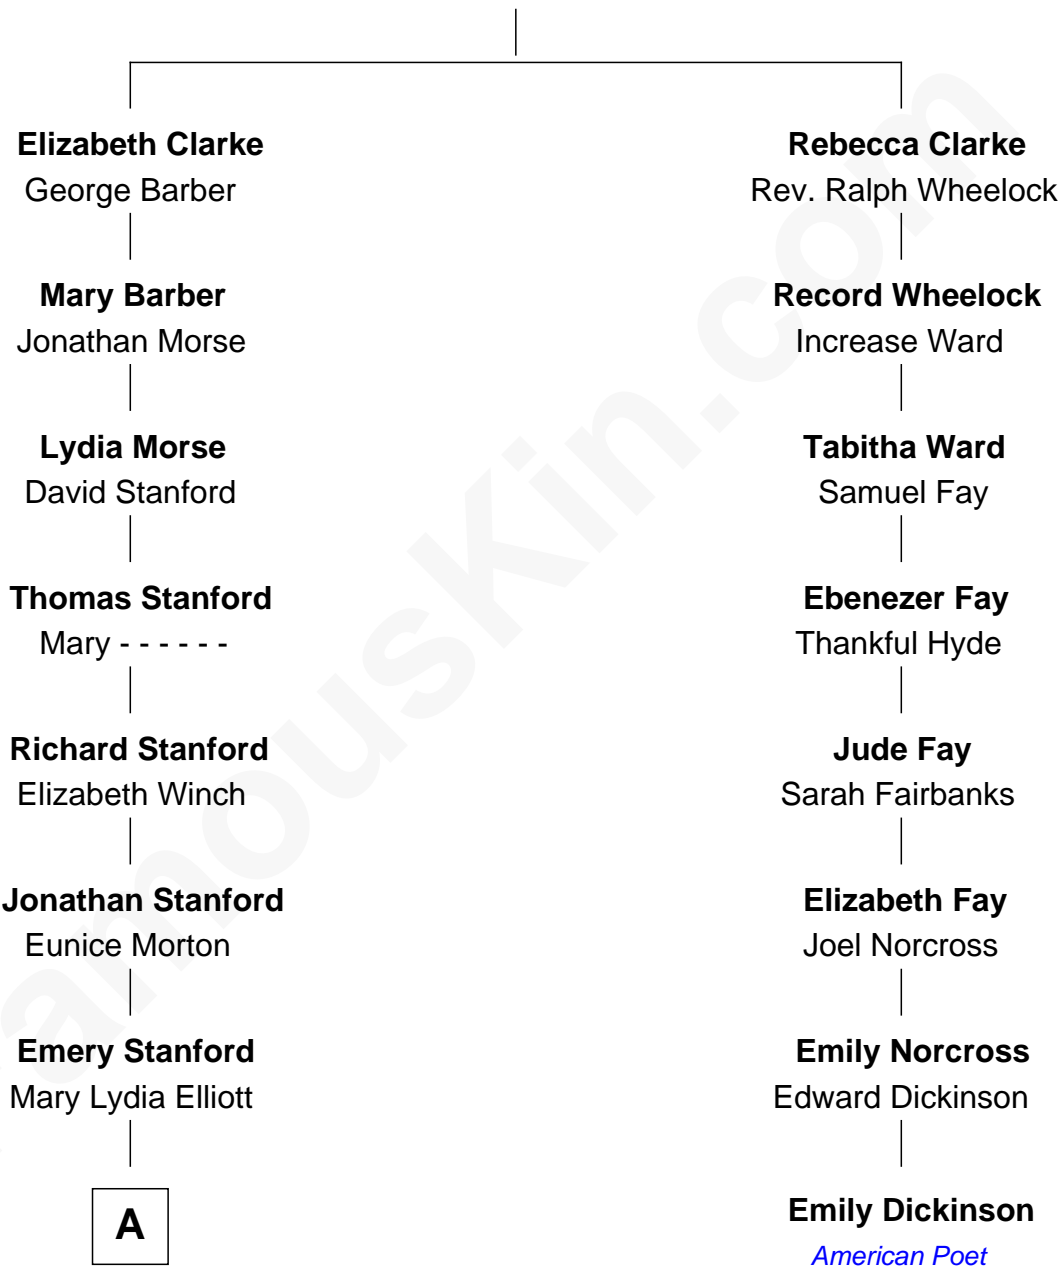 Elizabeth Clarke
George Barber
Rebecca Clarke
Rev. Ralph Wheelock
Mary Barber
Jonathan Morse
Record Wheelock
Increase Ward
Lydia Morse
David Stanford
Tabitha Ward
Samuel Fay
Thomas Stanford
Mary - - - - - -
Ebenezer Fay
Thankful Hyde
Richard Stanford
Elizabeth Winch
Jude Fay
Sarah Fairbanks
Jonathan Stanford
Eunice Morton
Elizabeth Fay
Joel Norcross
Emery Stanford
Mary Lydia Elliott
Emily Norcross
Edward Dickinson
A
Emily Dickinson
American Poet
amousKin.com